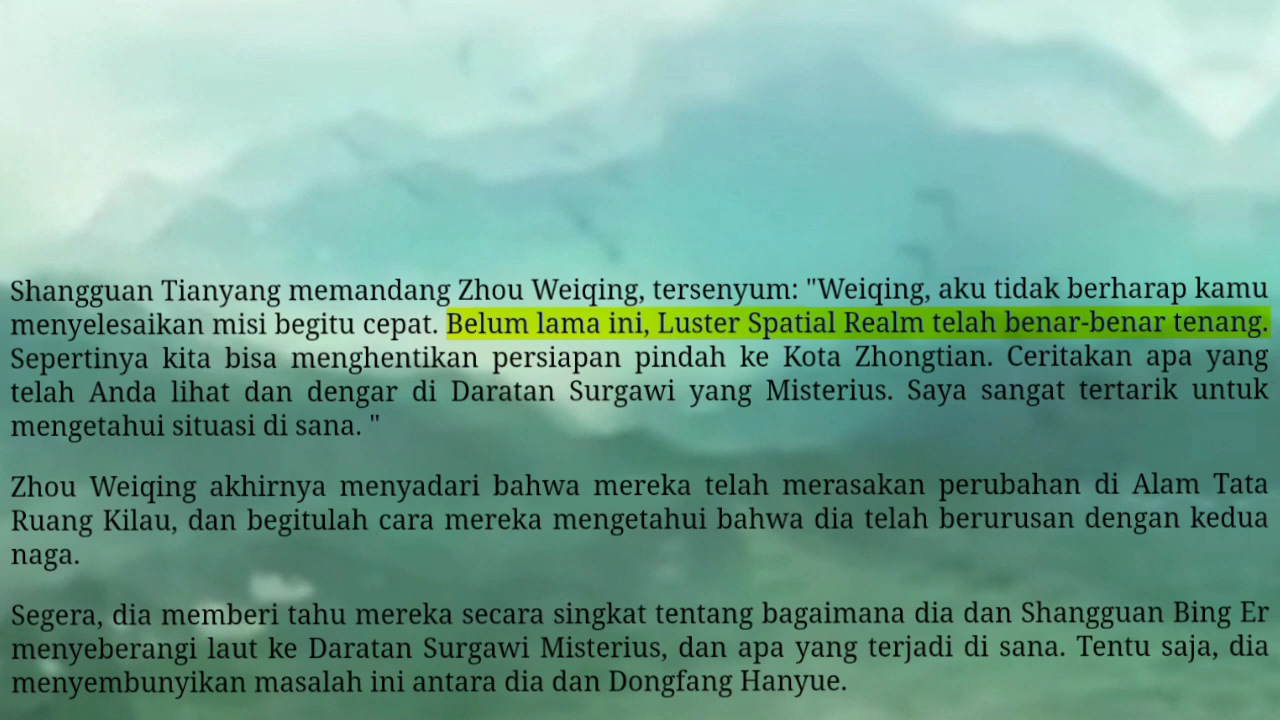 Shangguan Tianyang memandang Zhou Weiqing, tersenyum: "Weiqing, aku tidak berharap kamu
menyelesaikan misi begitu cepat. Belum lama ini, Luster Spatial Realm telah benar-benar tenang.
Sepertinya kita bisa menghentikan persiapan pindah ke Kota Zhongtian. Ceritakan apa yang
telah Anda lihat dan dengar di Daratan Surgawi yang Misterius. Saya sangat tertarik untuk
mengetahui situasi di sana. "
Zhou Weiqing akhirnya menyadari bahwa mereka telah merasakan perubahan di Alam Tata
Ruang Kilau, dan begitulah cara mereka mengetahui bahwa dia telah berurusan dengan kedua
naga.
Segera, dia memberi tahu mereka secara singkat tentang bagaimana dia dan Shangguan Bing Er
menyeberangi laut ke Daratan Surgawi Misterius, dan apa yang terjadi di sana. Tentu saja, dia
menyembunyikan masalah ini antara dia dan Dongfang Hanyue.